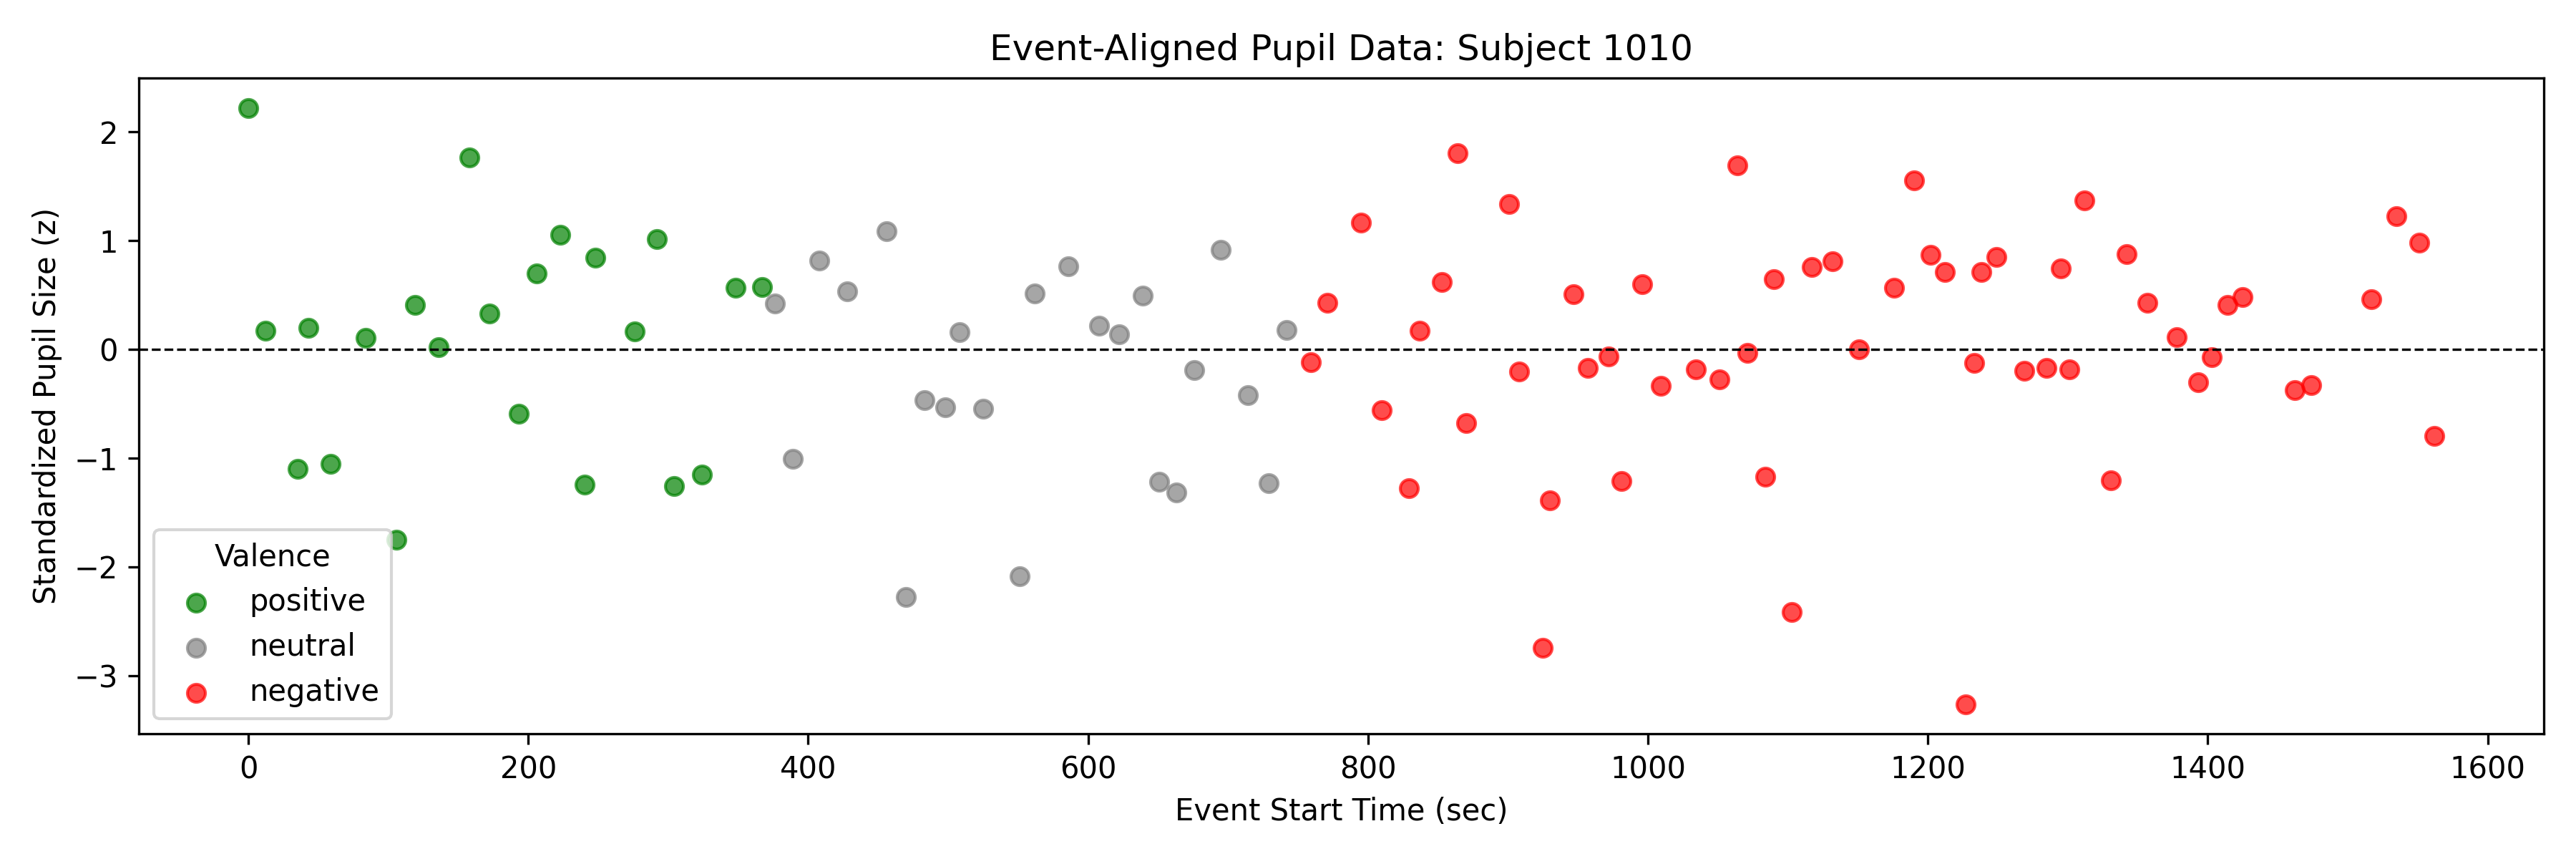 Event-Aligned Pupil Data: Subject 1010
Standardized Pupil Size (z)
2
1
0
−1
−2
−3
Valence
positive
neutral
negative
0 200 400 600 800 1000 1200 1400 1600
Event Start Time (sec)